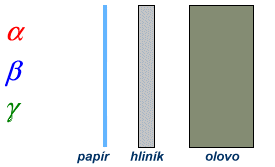 α
β
γ
papír hliník olovo